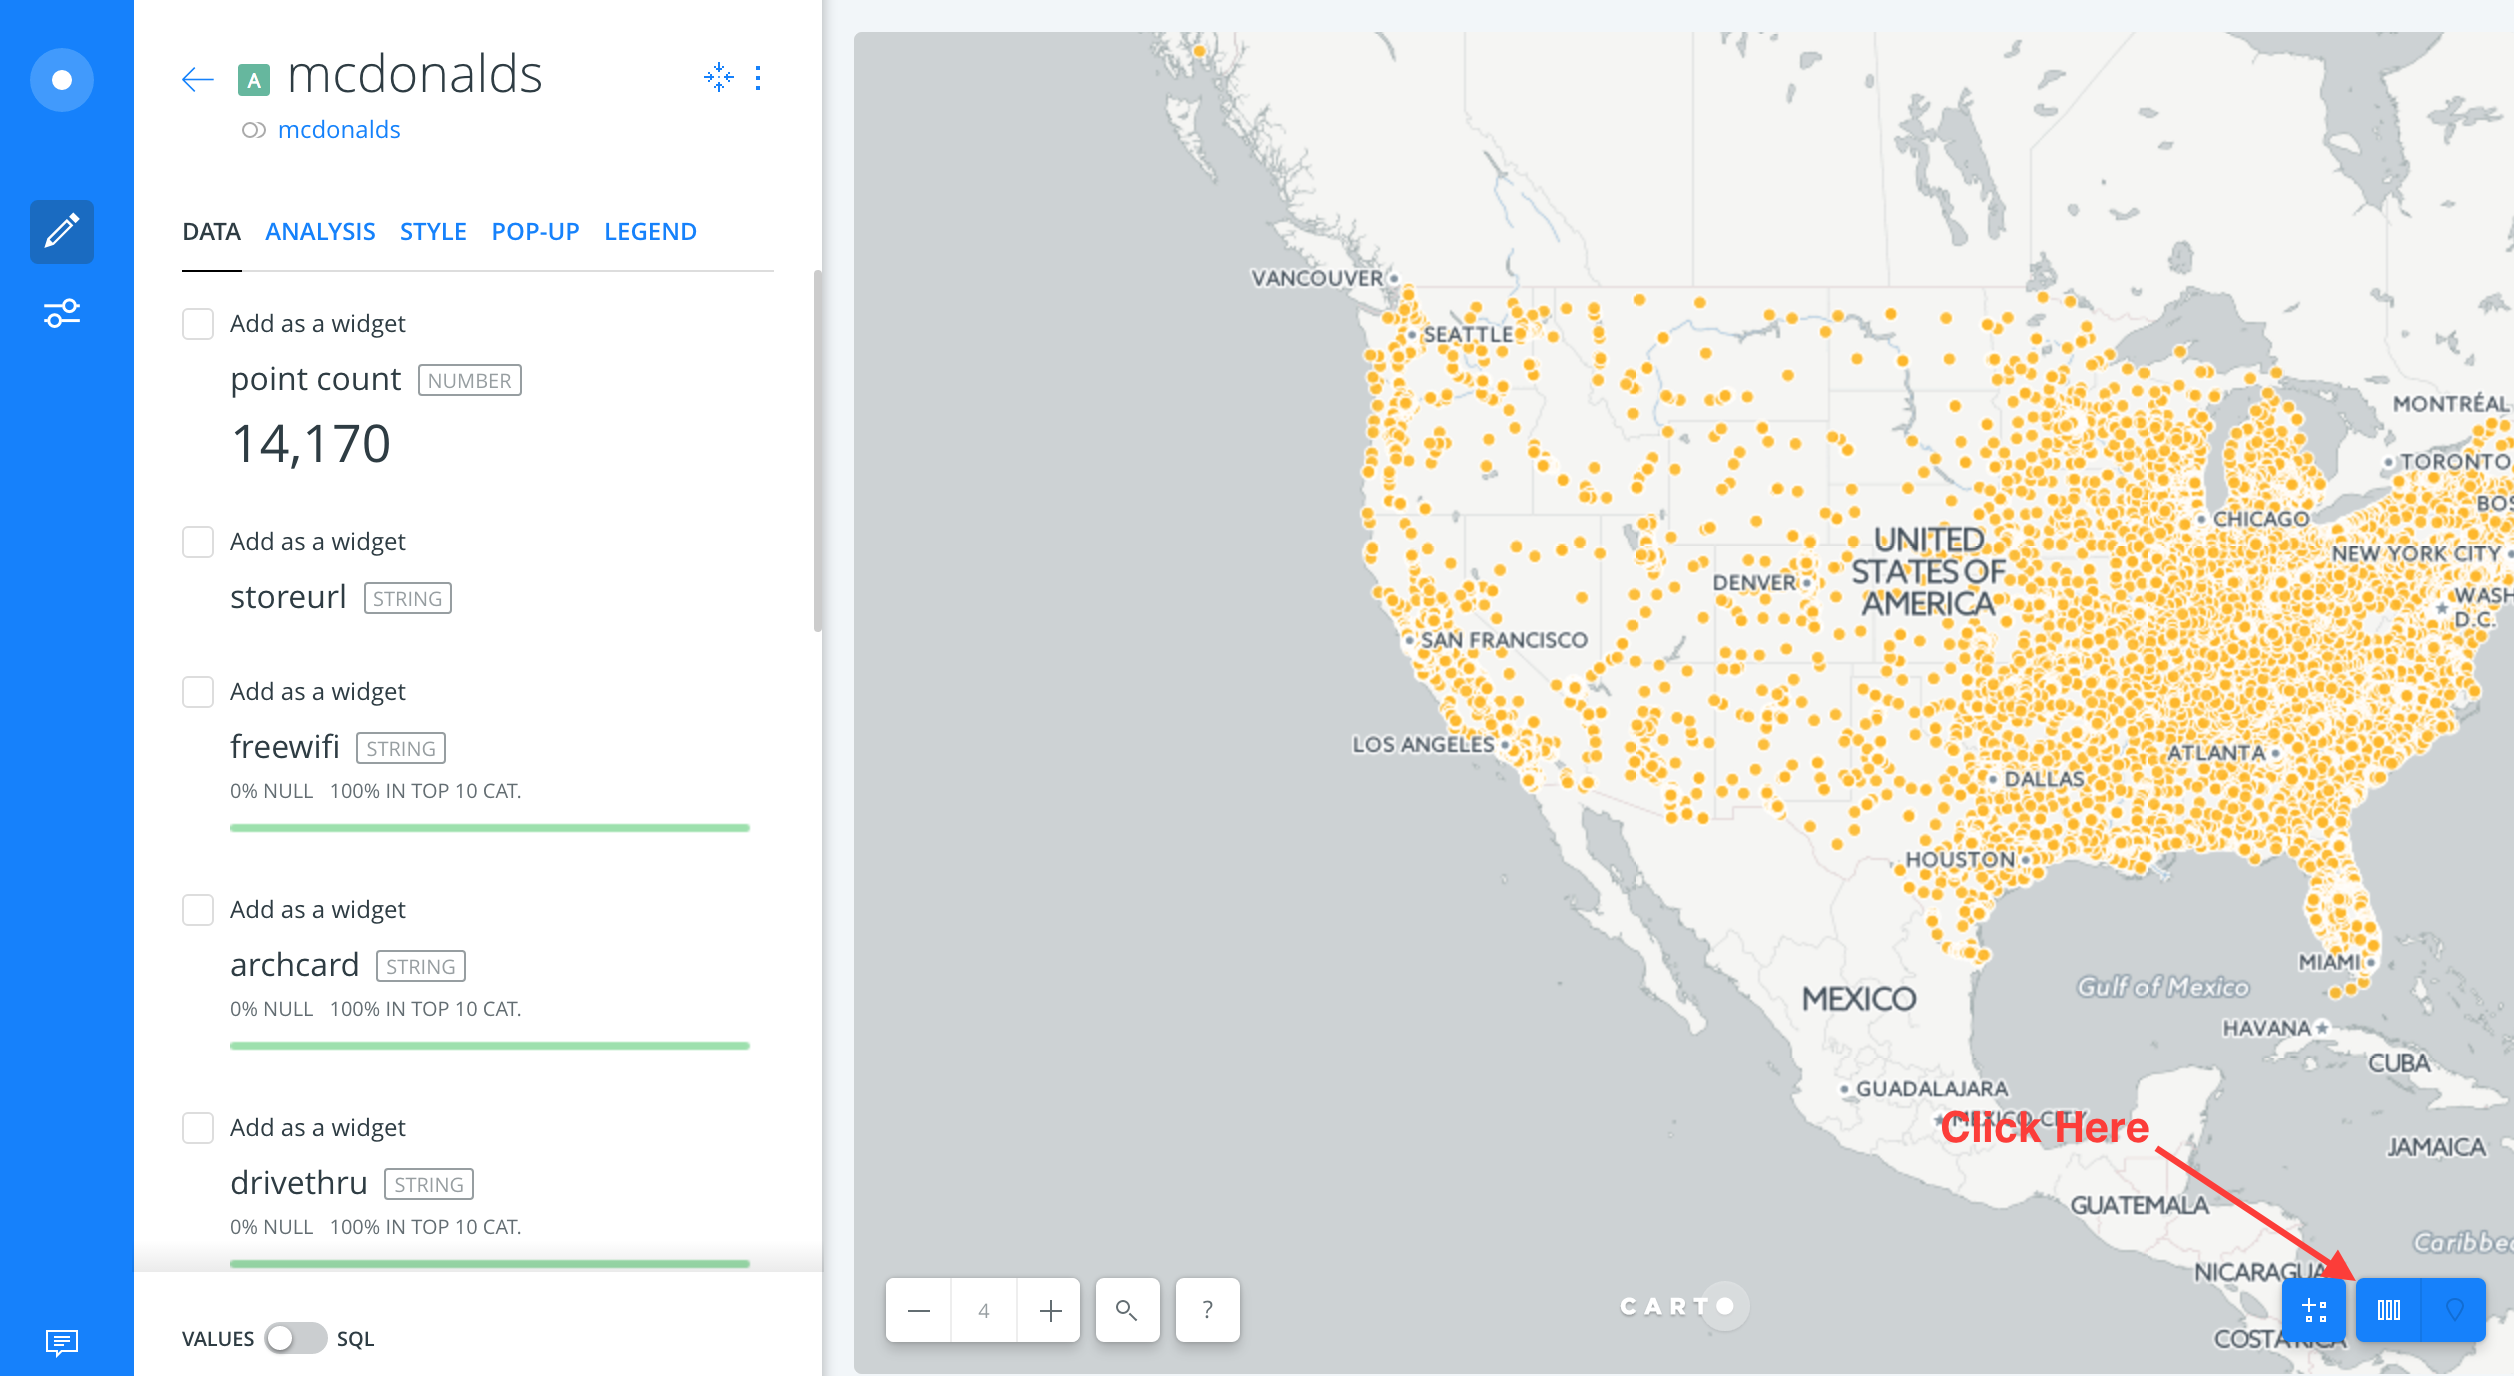 A mcdonalds
mcdonalds
DATA ANALYSIS STYLE POP-UP LEGEND
Add as a widget
point count NUMBER
14,170
Add as a widget
storeurl STRING
Add as a widget
freewifi STRING
0% NULL 100% IN TOP 10 CAT.
Add as a widget
archcard STRING
0% NULL 100% IN TOP 10 CAT.
Add as a widget
drivethru STRING
0% NULL 100% IN TOP 10 CAT.
VALUES SQL
VANCOUVER
SEATTLE
MONTRÉAL
TORONTO
BOS
CHICAGO
NEW YORK CITY
UNITED
STATES OF
AMERICA
DENVER
WASH
D.C.
SAN FRANCISCO
LOS ANGELES
ATLANTA
DALLAS
HOUSTON
MIAMI
Gulf of Mexico
MEXICO
HAVANA
CUBA
GUADALAJARA
MEXICO CITY
Click Here
JAMAICA
GUATEMALA
Caribbe
NICARAGUA
COSTA RICA
4
?
CARTO